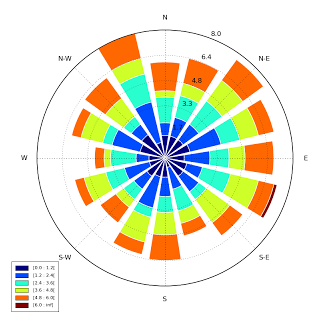 N
8.0
N-W
N-E
6.4
4.8
3.3
W
E
S-W
S-E
S
[0.0 : 1.2[
[1.2 : 2.4[
[2.4 : 3.6[
[3.6 : 4.8[
[4.8 : 6.0[
[6.0 : inf[